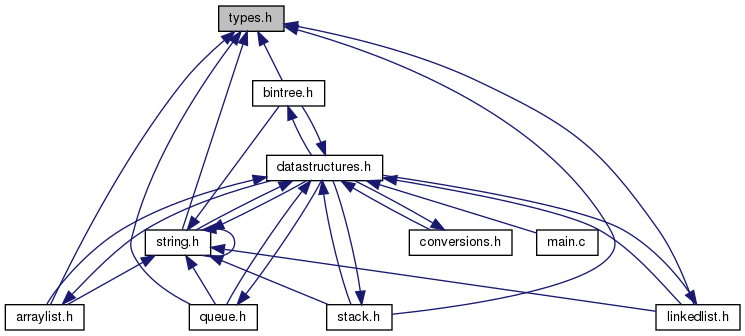 types.h
bintree.h
datastructures.h
string.h
conversions.h
main.c
arraylist.h
queue.h
stack.h
linkedlist.h